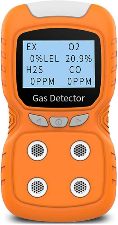 EX O2
0%LEL 20.9%
H2S CO
0PPM 0PPM
Gas Detector